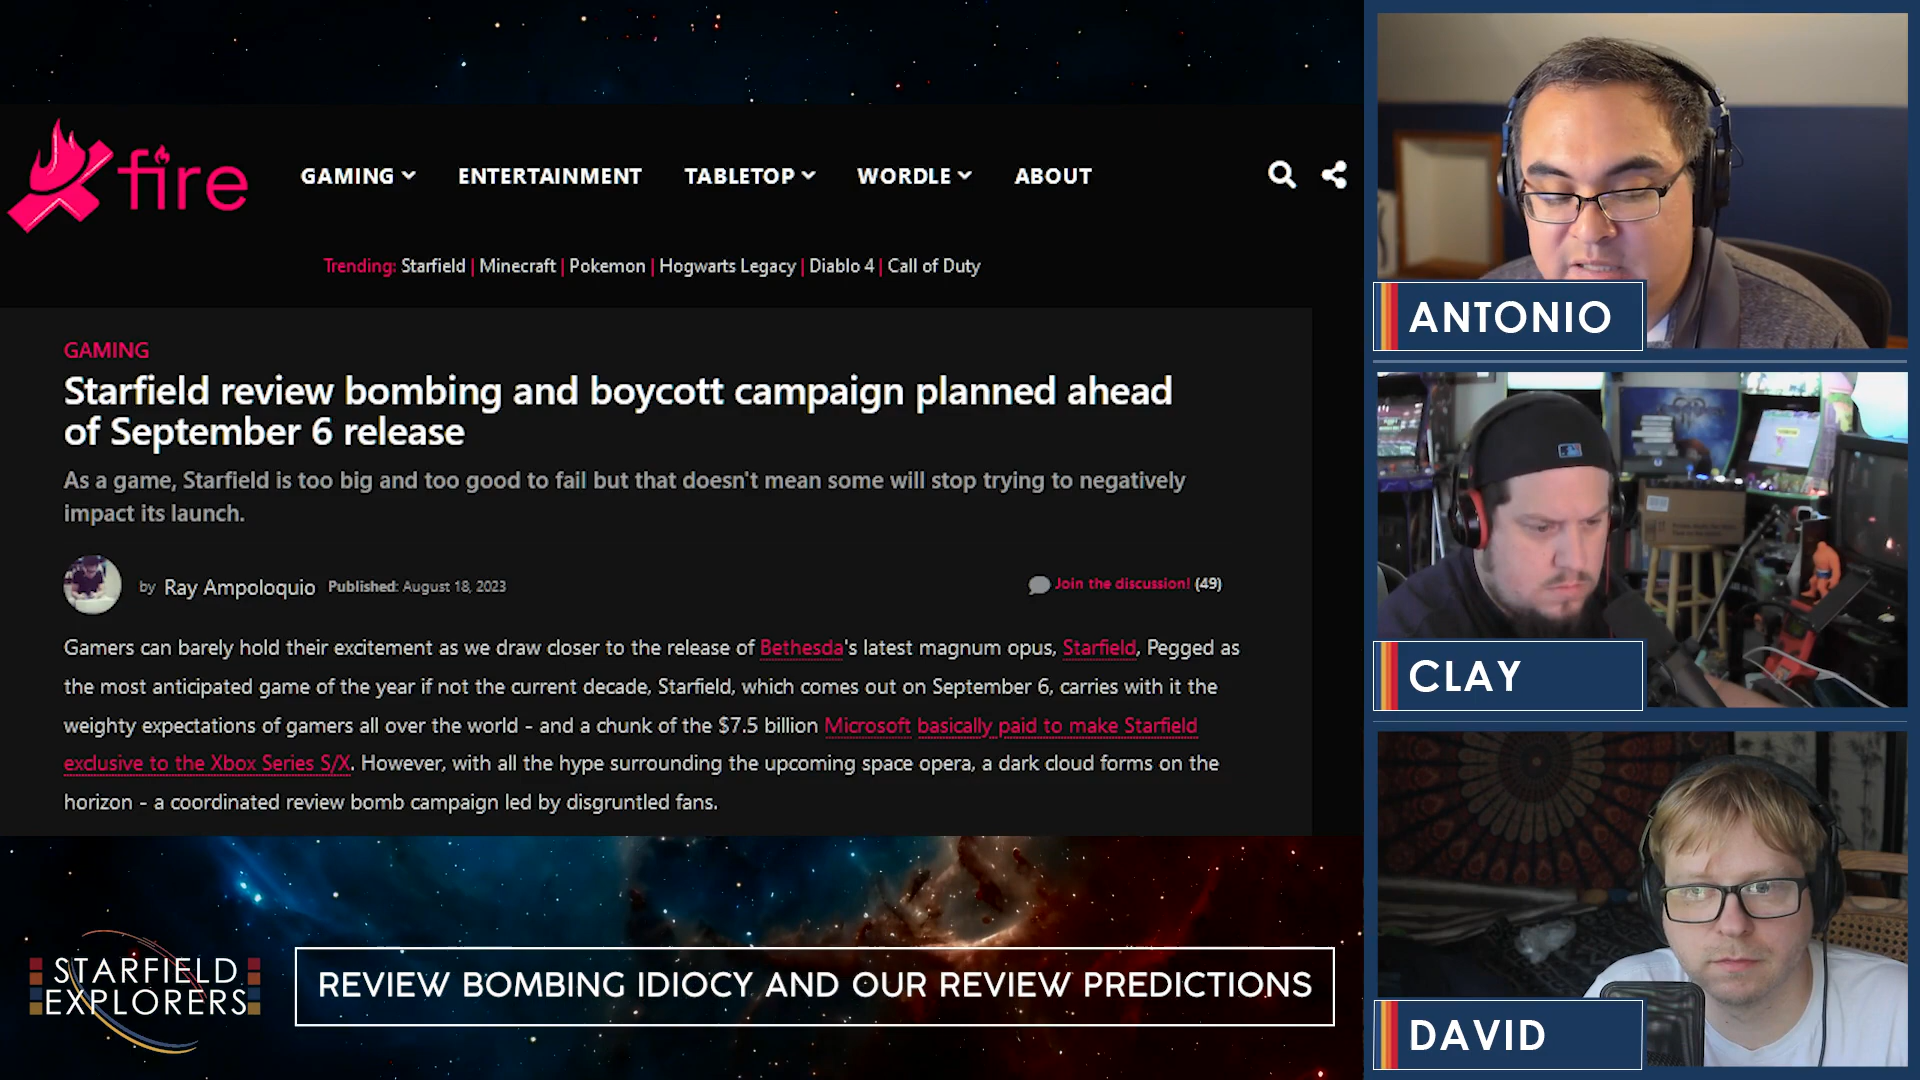 fire
GAMING ENTERTAINMENT TABLETOP WORDLE ABOUT
Trending: Starfield | Minecraft | Pokemon | Hogwarts Legacy | Diablo 4 | Call of Duty
GAMING
Starfield review bombing and boycott campaign planned ahead
of September 6 release
As a game, Starfield is too big and too good to fail but that doesn't mean some will stop trying to negatively
impact its launch.
by Ray Ampoloquio Published: August 18, 2023
Join the discussion! (49)
Gamers can barely hold their excitement as we draw closer to the release of Bethesda's latest magnum opus, Starfield, Pegged as
the most anticipated game of the year if not the current decade, Starfield, which comes out on September 6, carries with it the
weighty expectations of gamers all over the world - and a chunk of the $7.5 billion Microsoft basically paid to make Starfield
exclusive to the Xbox Series S/X. However, with all the hype surrounding the upcoming space opera, a dark cloud forms on the
horizon - a coordinated review bomb campaign led by disgruntled fans.
STARFIELD
EXPLORERS
REVIEW BOMBING IDIOCY AND OUR REVIEW PREDICTIONS
ANTONIO
CLAY
DAVID